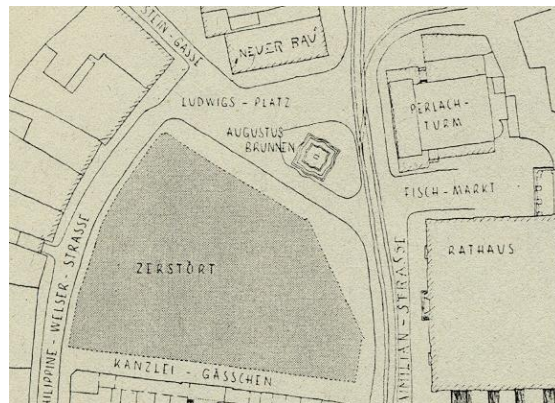 STEIN-GASSE
"NEUER BAU"
LUDWIGS - PLATZ
PERLACH-
TURM
AUGUSTUS
BRUNNEN
FISCH - MARKT
ZERSTÖRT
RATHAUS
PHILIPPINE - WELSER - STRASSE
MILIAN - STRASSE
KANZLEI - GÄSSCHEN